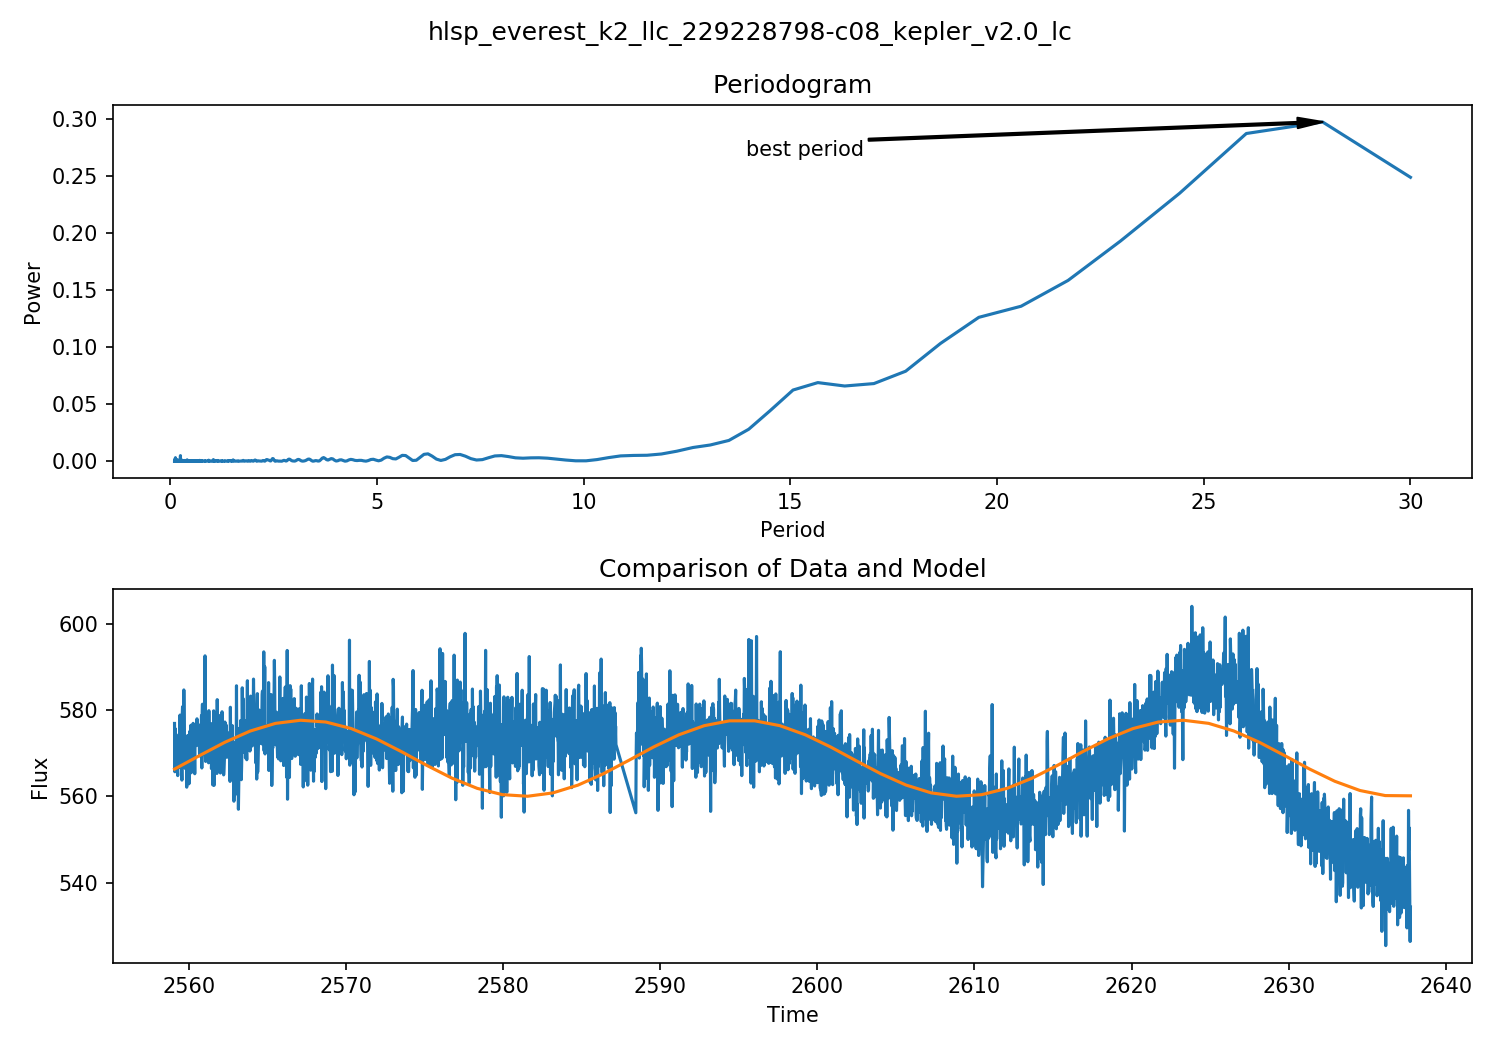 hlsp_everest_k2_llc_229228798-c08_kepler_v2.0_lc
Periodogram
0.30
0.25
0.20
0.15
0.10
0.05
0.00
Power
best period
0 5 10 15 20 25 30
Period
Comparison of Data and Model
600
580
560
540
Flux
2560 2570 2580 2590 2600 2610 2620 2630 2640
Time